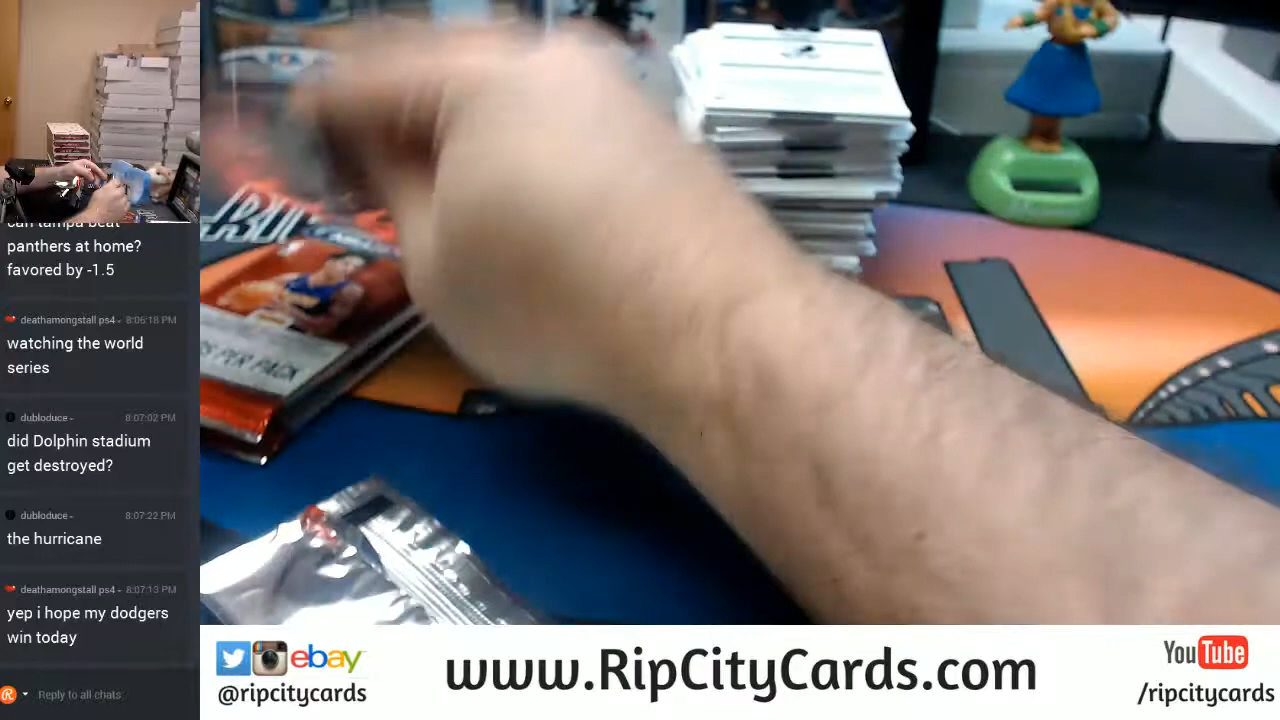 can tampa beat
panthers at home?
favored by -1.5
deathamongstall ps4 - 8:06:18 PM
watching the world
series
dubloduce - 8:07:02 PM
did Dolphin stadium
get destroyed?
dubloduce - 8:07:22 PM
the hurricane
deathamongstall ps4 - 8:07:13 PM
yep i hope my dodgers
win today
Reply to all chats:
PER PACK
ebay
@ripcitycards
www.RipCityCards.com
YouTube
/ripcitycards